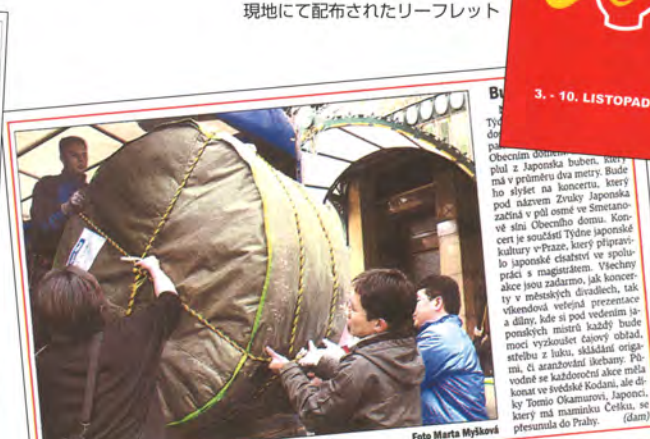 現地にて配布されたリーフレット
3. - 10. LISTOPAD
Bu
Týd
Obecním
plul z Japonska buben, který
má v průměru dva metry. Bude
ho slyšet na koncertu, který
pod názvem Zvuky Japonska
začíná v půl osmé ve Smetano-
vě síni Obecního domu. Kon-
cert je součástí Týdne japonské
kultury v Praze, který připravi-
lo japonské císařství ve spolu-
práci s magistrátem. Všechny
akce jsou zadarmo, jak koncer-
ty v městských divadlech, tak
víkendová veřejná prezentace
a dílny, kde si pod vedením ja-
ponských mistrů každý bude
moci vyzkoušet čajový obřad,
střelbu z luku, skládání origa-
mi, či aranžování ikebany. Pů-
vodně se každoroční akce měla
konat ve švédské Kodani, ale dí-
ky Tomio Okamurovi, Japonci,
který má maminku Češku, se
přesunula do Prahy. (dam)
Foto Marta Myšková